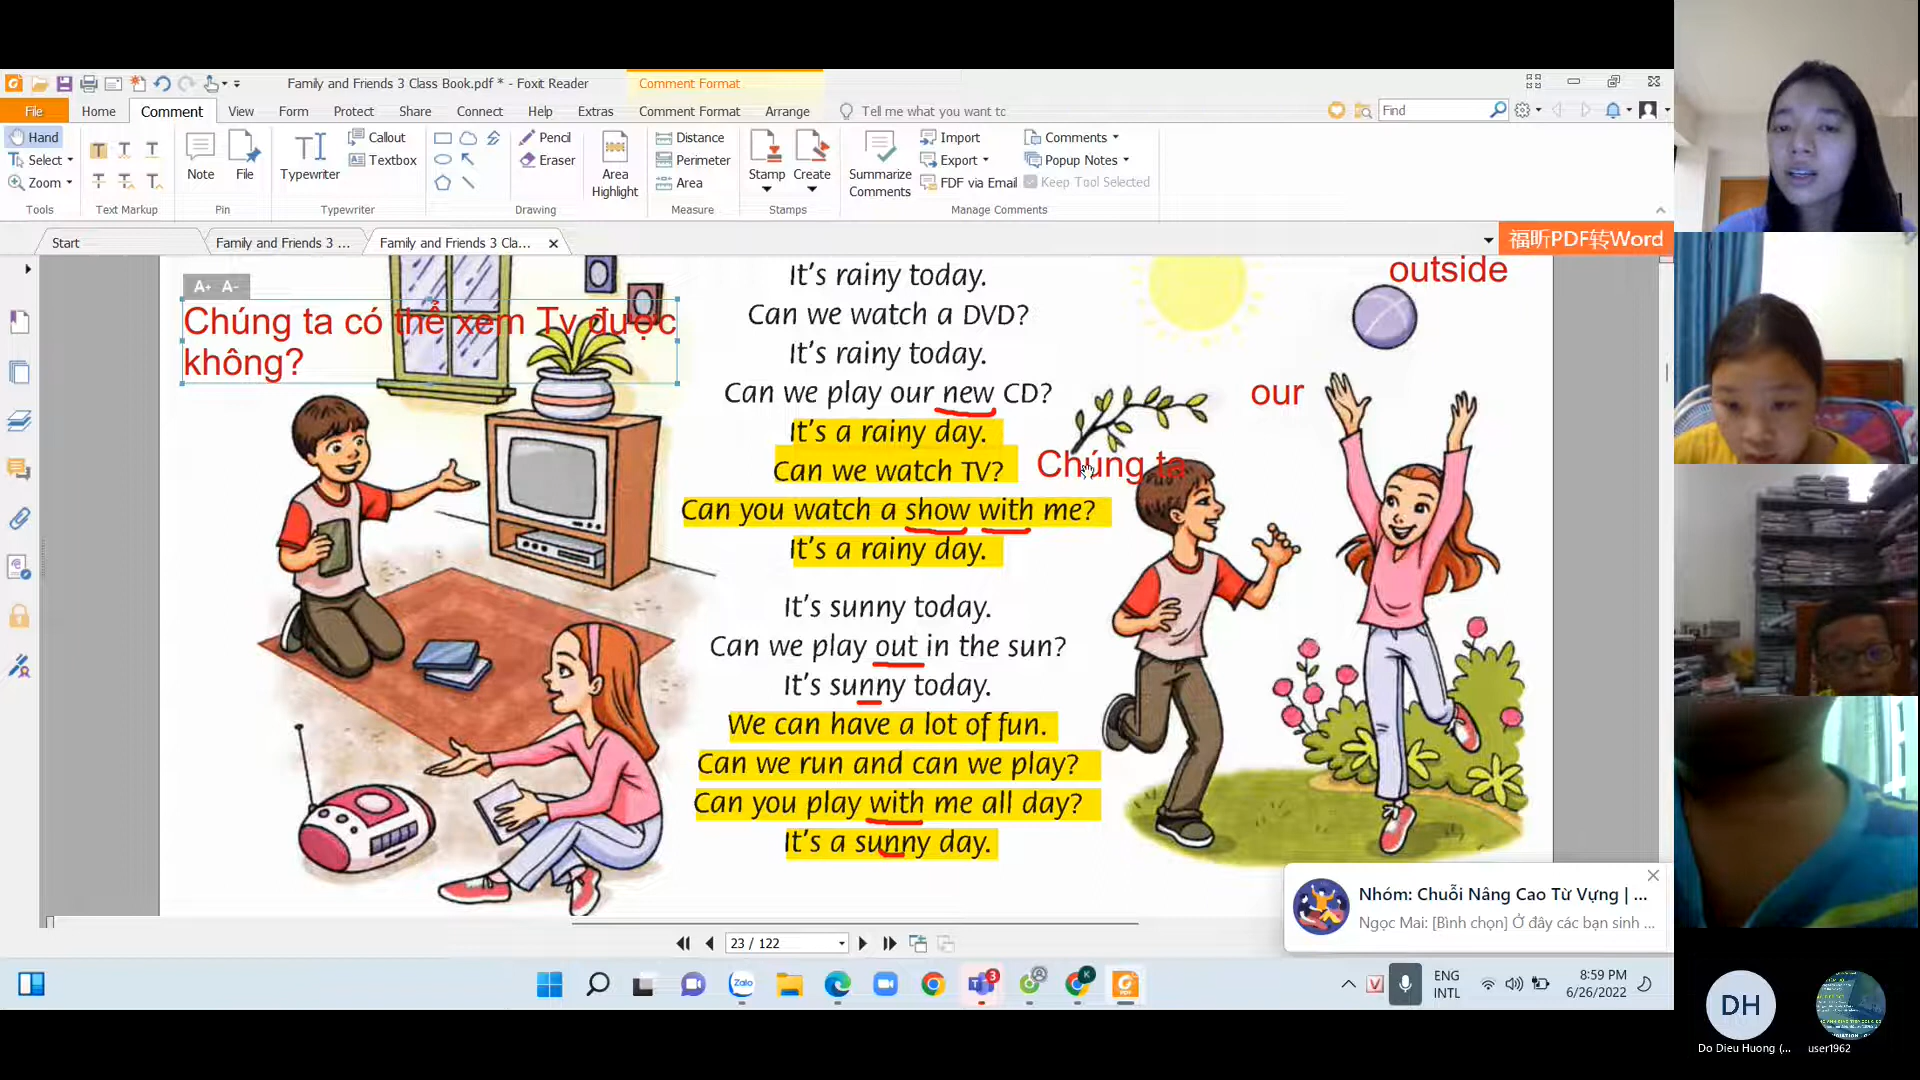 Family and Friends 3 Class Book.pdf * - Foxit Reader
Comment Format
File Home Comment View Form Protect Share Connect Help Extras Comment Format Arrange Tell me what you want to
Find
Hand
Select
Zoom
Tools
Text Markup
Note
File
Pin
Typewriter
Callout
Textbox
Typewriter
Pencil
Eraser
Drawing
Area
Highlight
Distance
Perimeter
Area
Measure
Stamp
Create
Stamps
Summarize
Comments
Import
Export
FDF via Email
Comments
Popup Notes
Keep Tool Selected
Manage Comments
Start
Family and Friends 3 ...
Family and Friends 3 Cla...
福昕PDF转Word
A+ A-
Chúng ta có thể xem Tv được
không?
It's rainy today.
Can we watch a DVD?
It's rainy today.
Can we play our new CD?
It's a rainy day.
Can we watch TV?
Can you watch a show with me?
It's a rainy day.
It's sunny today.
Can we play out in the sun?
It's sunny today.
We can have a lot of fun.
Can we run and can we play?
Can you play with me all day?
It's a sunny day.
outside
our
Chúng ta
Nhóm: Chuỗi Nâng Cao Từ Vựng | ...
Ngọc Mai: [Bình chọn] Ở đây các bạn sinh ...
23 / 122
Zalo
3
K
V
ENG
INTL
8:59 PM
6/26/2022
DH
Do Dieu Huong (...
user1962